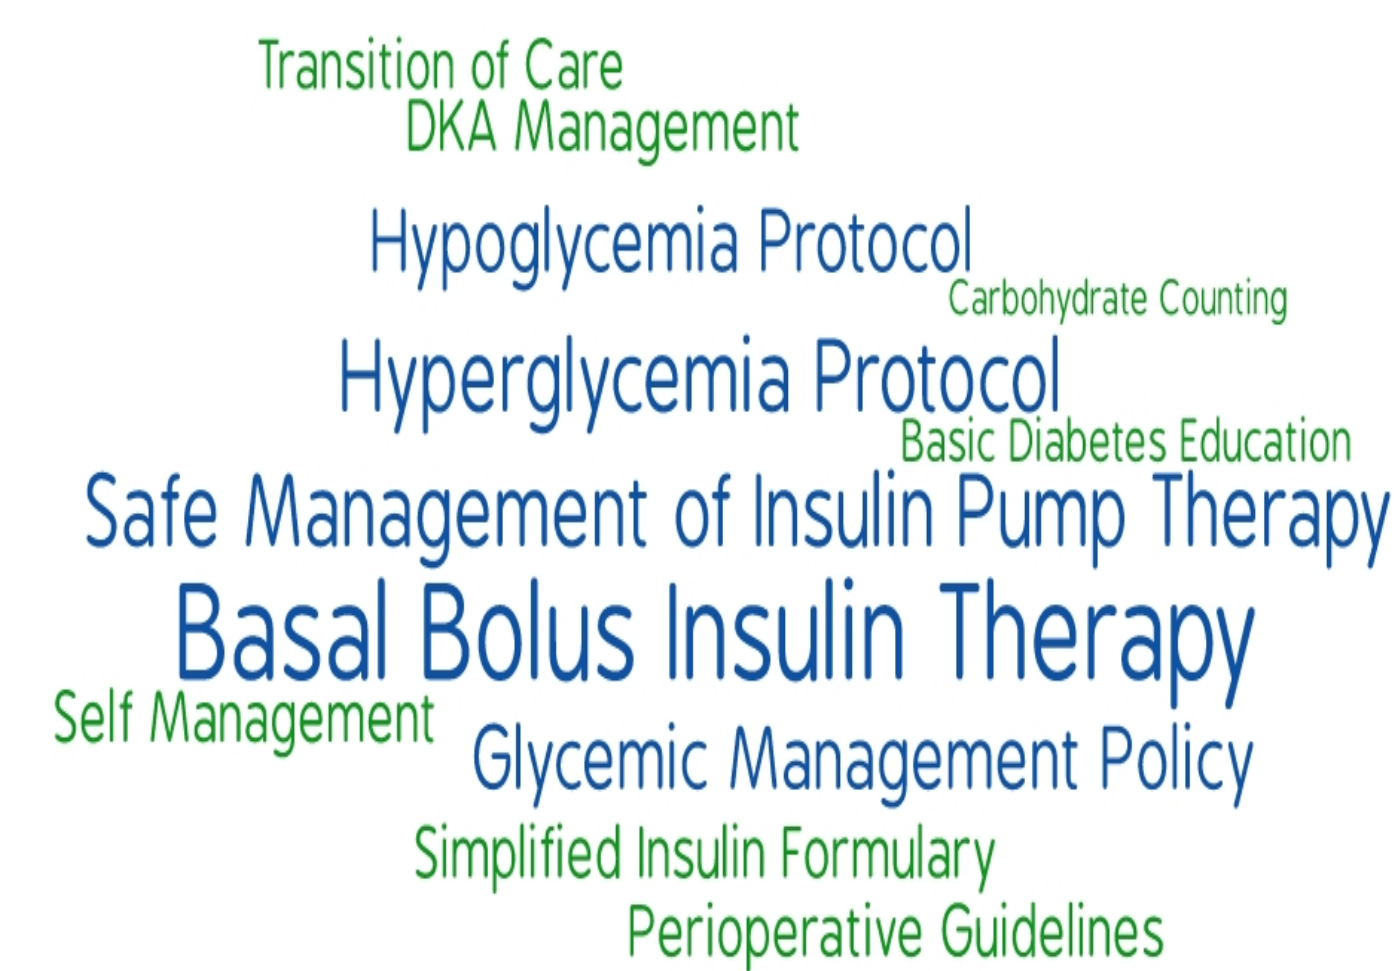 Transition of Care
DKA Management
Hypoglycemia Protocol
Carbohydrate Counting
Hyperglycemia Protocol
Basic Diabetes Education
Safe Management of Insulin Pump Therapy
Basal Bolus Insulin Therapy
Self Management
Glycemic Management Policy
Simplified Insulin Formulary
Perioperative Guidelines